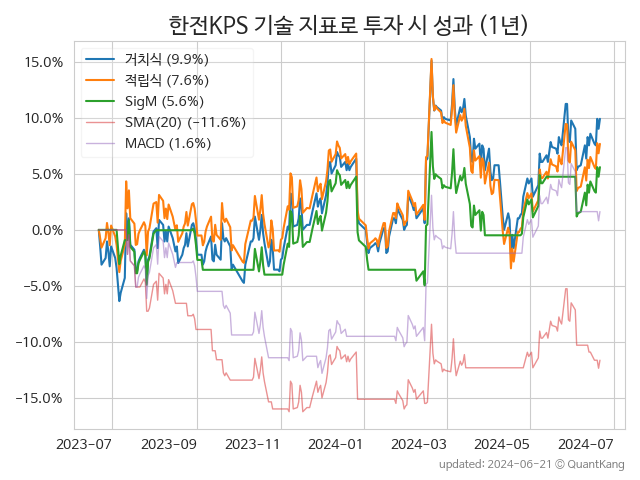 한전KPS 기술 지표로 투자 시 성과 (1년)
거치식 (9.9%)
적립식 (7.6%)
SigM (5.6%)
SMA(20) (−11.6%)
MACD (1.6%)
15.0%
10.0%
5.0%
0.0%
−5.0%
−10.0%
−15.0%
2023-07 2023-09 2023-11 2024-01 2024-03 2024-05 2024-07
updated: 2024-06-21 © QuantKang